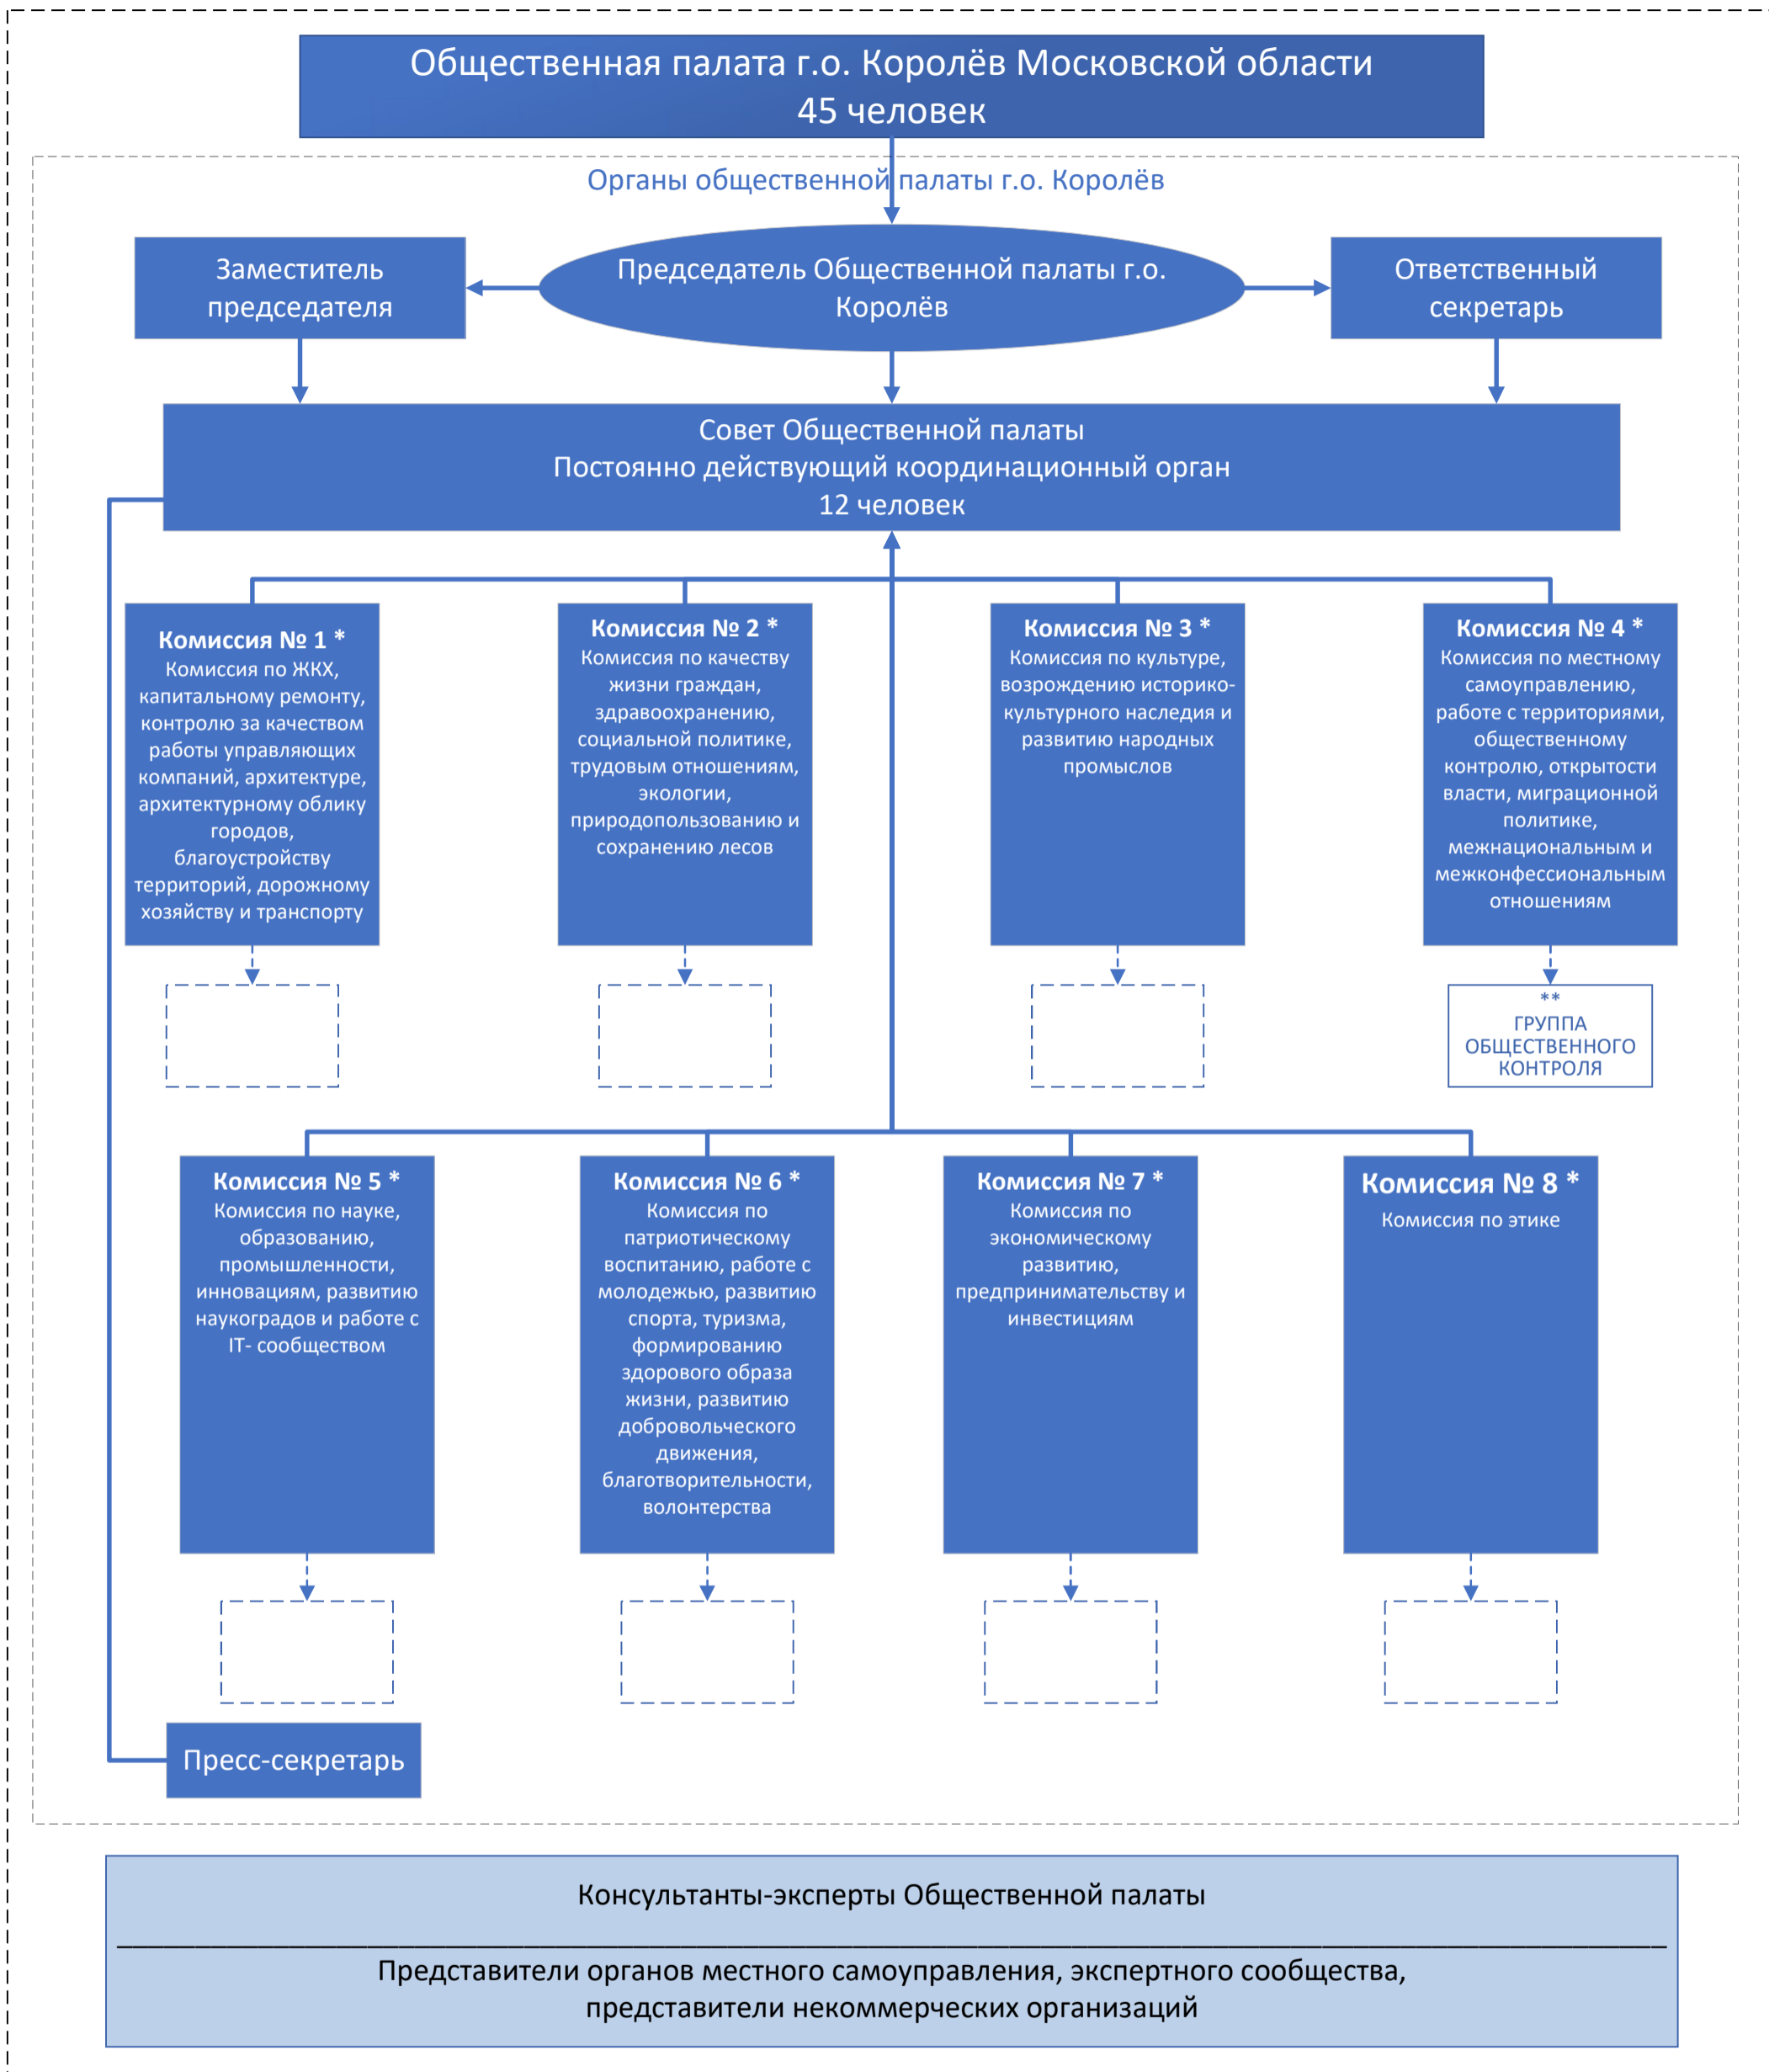 Общественная палата г.о. Королёв Московской области
45 человек
Органы общественной палаты г.о. Королёв
Заместитель
председателя
Председатель Общественной палаты г.о.
Королёв
Ответственный
секретарь
Совет Общественной палаты
Постоянно действующий координационный орган
12 человек
Комиссия № 1 *
Комиссия по ЖКХ,
капитальному ремонту,
контролю за качеством
работы управляющих
компаний, архитектуре,
архитектурному облику
городов,
благоустройству
территорий, дорожному
хозяйству и транспорту
Комиссия № 2 *
Комиссия по качеству
жизни граждан,
здравоохранению,
социальной политике,
трудовым отношениям,
экологии,
природопользованию и
сохранению лесов
Комиссия № 3 *
Комиссия по культуре,
возрождению историко-
культурного наследия и
развитию народных
промыслов
Комиссия № 4 *
Комиссия по местному
самоуправлению,
работе с территориями,
общественному
контролю, открытости
власти, миграционной
политике,
межнациональным и
межконфессиональным
отношениям
**
ГРУППА
ОБЩЕСТВЕННОГО
КОНТРОЛЯ
Комиссия № 5 *
Комиссия по науке,
образованию,
промышленности,
инновациям, развитию
наукоградов и работе с
IT- сообществом
Комиссия № 6 *
Комиссия по
патриотическому
воспитанию, работе с
молодежью, развитию
спорта, туризма,
формированию
здорового образа
жизни, развитию
добровольческого
движения,
благотворительности,
волонтерства
Комиссия № 7 *
Комиссия по
экономическому
развитию,
предпринимательству и
инвестициям
Комиссия № 8 *
Комиссия по этике
Пресс-секретарь
Консультанты-эксперты Общественной палаты
Представители органов местного самоуправления, экспертного сообщества,
представители некоммерческих организаций